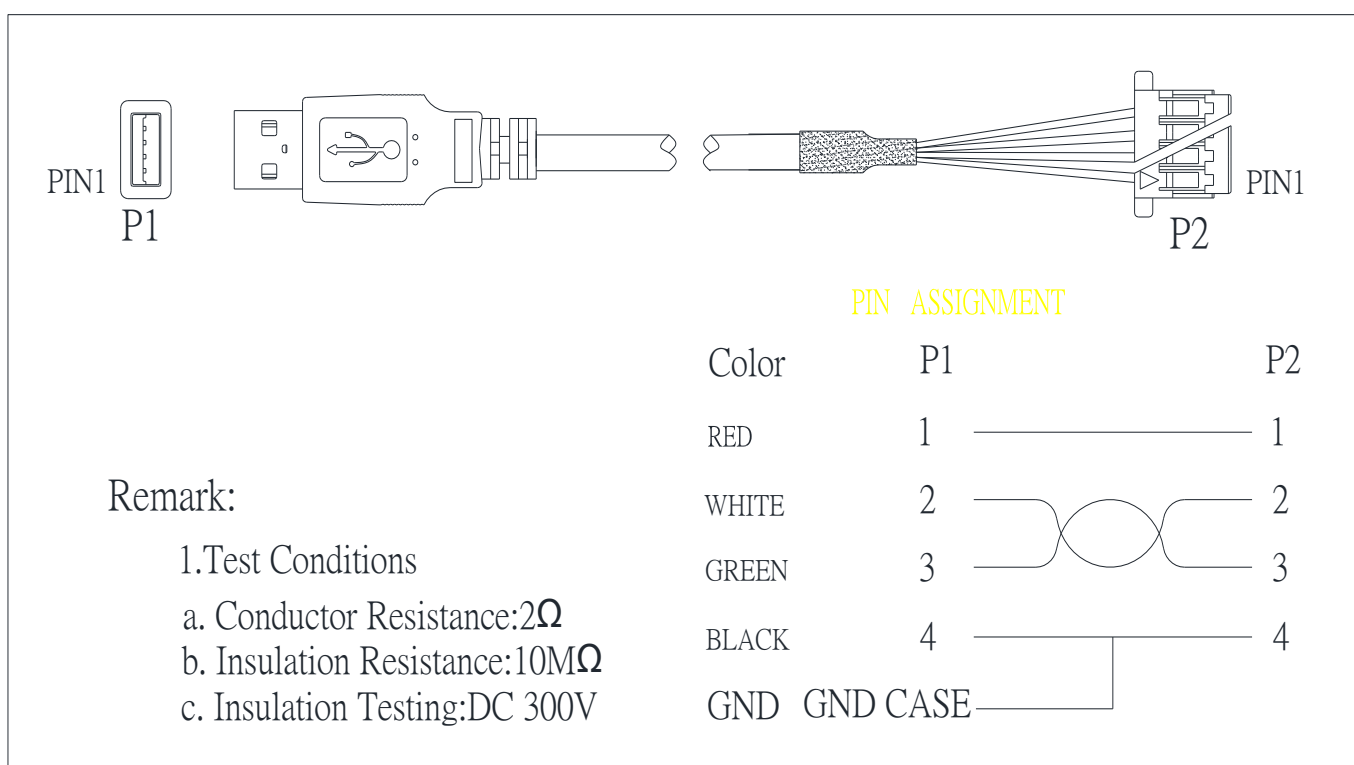 PIN1
P1
PIN1
P2
PIN ASSIGNMENT
Color P1 P2
RED 1 1
WHITE 2 2
GREEN 3 3
BLACK 4 4
GND GND CASE
Remark:
1.Test Conditions
a. Conductor Resistance:2Ω
b. Insulation Resistance:10MΩ
c. Insulation Testing:DC 300V